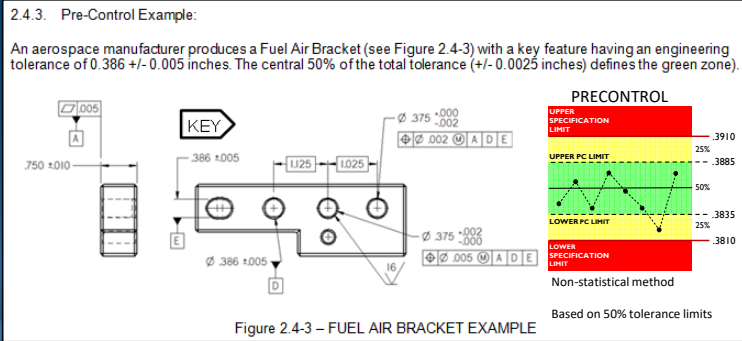 2.4.3. Pre-Control Example:
An aerospace manufacturer produces a Fuel Air Bracket (see Figure 2.4-3) with a key feature having an engineering
tolerance of 0.386 +/- 0.005 inches. The central 50% of the total tolerance (+/- 0.0025 inches) defines the green zone).
.005
A
KEY
.750 ±.010
.386 ±.005
1.125
1.025
Ø .375 +.000
-.002
Ø .002 Ⓜ A D E
E
Ø .386 ±.005
D
16
Ø .375 +.002
-.000
Ø .005 Ⓜ A D E
PRECONTROL
UPPER
SPECIFICATION
LIMIT
.3910
25%
UPPER PC LIMIT
.3885
50%
.3835
LOWER PC LIMIT
25%
.3810
LOWER
SPECIFICATION
LIMIT
Non-statistical method
Based on 50% tolerance limits
Figure 2.4-3 – FUEL AIR BRACKET EXAMPLE